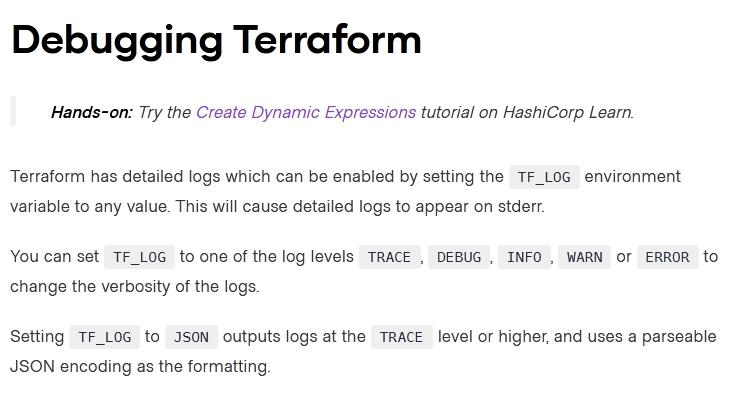 Debugging Terraform
Hands-on: Try the Create Dynamic Expressions tutorial on HashiCorp Learn.
Terraform has detailed logs which can be enabled by setting the TF_LOG environment
variable to any value. This will cause detailed logs to appear on stderr.
You can set TF_LOG to one of the log levels TRACE, DEBUG, INFO, WARN or ERROR to
change the verbosity of the logs.
Setting TF_LOG to JSON outputs logs at the TRACE level or higher, and uses a parseable
JSON encoding as the formatting.